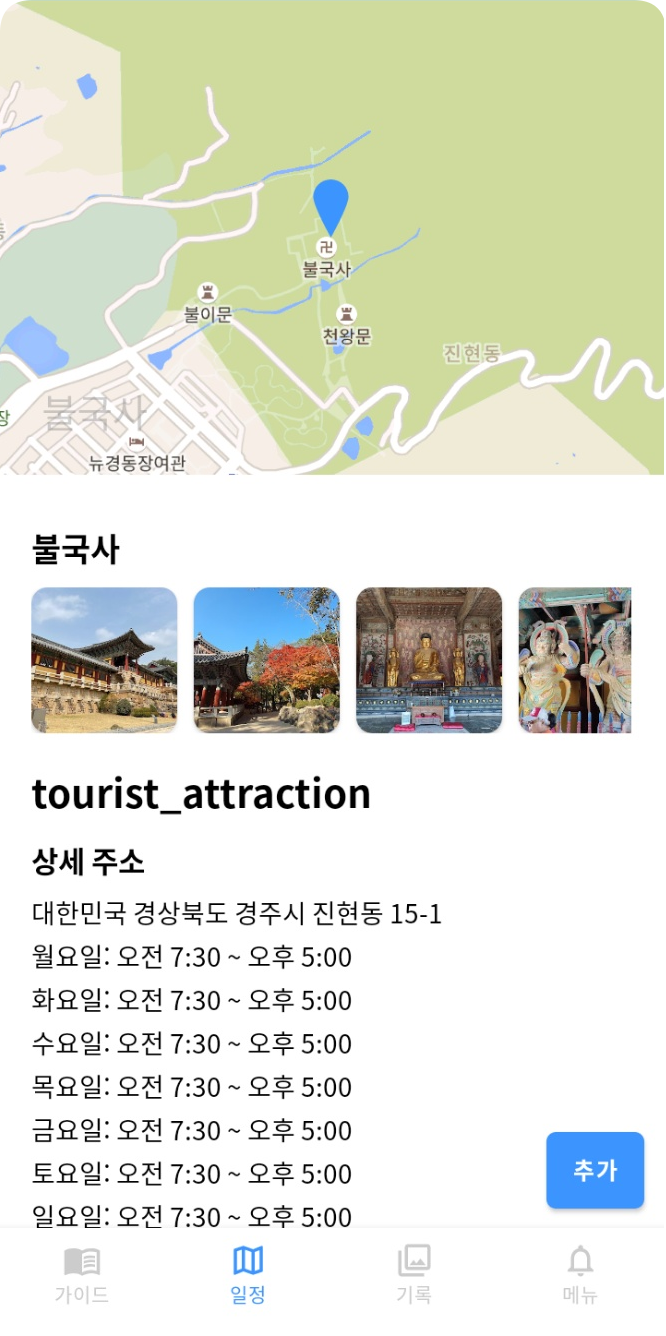 불국사
불이문
천왕문
진현동
불국사
장
뉴경동장여관
불국사
tourist_attraction
상세 주소
대한민국 경상북도 경주시 진현동 15-1
월요일: 오전 7:30 ~ 오후 5:00
화요일: 오전 7:30 ~ 오후 5:00
수요일: 오전 7:30 ~ 오후 5:00
목요일: 오전 7:30 ~ 오후 5:00
금요일: 오전 7:30 ~ 오후 5:00
토요일: 오전 7:30 ~ 오후 5:00
일요일: 오전 7:30 ~ 오후 5:00
추가
가이드
일정
기록
메뉴